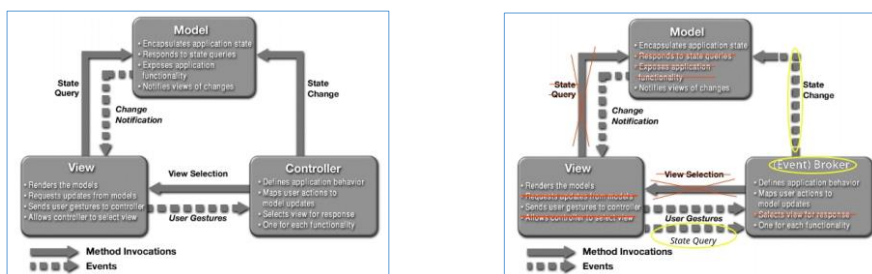 Model
• Encapsulates application state
• Responds to state queries
• Exposes application
functionality
• Notifies views of changes
State
Query
Change
Notification
State
Change
View
• Renders the models
• Requests updates from models
• Sends user gestures to controller
• Allows controller to select view
View Selection
User Gestures
Controller
• Defines application behavior
• Maps user actions to
model updates
• Selects view for response
• One for each functionality
Method Invocations
Events
Model
• Encapsulates application state
• Responds to state queries
• Exposes application
functionality
• Notifies views of changes
State
Query
Change
Notification
State
Change
View
• Renders the models
• Requests updates from models
• Sends user gestures to controller
• Allows controller to select view
View Selection
User Gestures
State Query
(Event) Broker
• Defines application behavior
• Maps user actions to
model updates
• Selects view for response
• One for each functionality
Method Invocations
Events